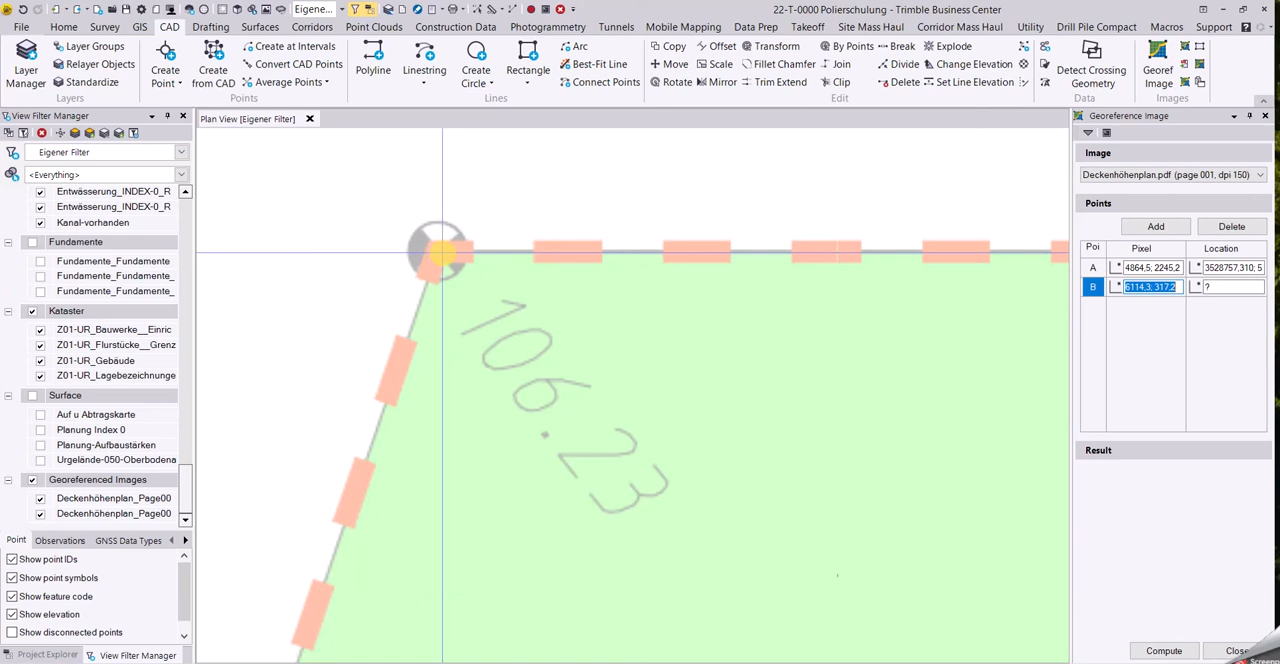 Eigene...
22-T-0000 Polierschulung - Trimble Business Center
File Home Survey GIS CAD Drafting Surfaces Corridors Point Clouds Construction Data Photogrammetry Tunnels Mobile Mapping Data Prep Takeoff Site Mass Haul Corridor Mass Haul Utility Drill Pile Compact Macros Support
Layer Manager
Layer Groups
Relayer Objects
Standardize
Layers
Create Point
Create from CAD
Create at Intervals
Convert CAD Points
Average Points
Points
Polyline
Linestring
Create Circle
Rectangle
Arc
Best-Fit Line
Connect Points
Lines
Copy Offset Transform By Points Break Explode
Move Scale Fillet Chamfer Join Divide Change Elevation
Rotate Mirror Trim Extend Clip Delete Set Line Elevation
Edit
Detect Crossing Geometry
Data
Georef Image
Images
View Filter Manager
Eigener Filter
<Everything>
Entwässerung_INDEX-0_R
Entwässerung_INDEX-0_R
Kanal-vorhanden
Fundamente
Fundamente_Fundamente
Fundamente_Fundamente_
Fundamente_Fundamente_
Kataster
Z01-UR_Bauwerke__Einric
Z01-UR_Flurstücke__Grenz
Z01-UR_Gebäude
Z01-UR_Lagebezeichnunge
Surface
Auf u Abtragskarte
Planung Index 0
Planung-Aufbaustärken
Urgelände-050-Oberbodena
Georeferenced Images
Deckenhöhenplan_Page00
Deckenhöhenplan_Page00
Point Observations GNSS Data Types
Show point IDs
Show point symbols
Show feature code
Show elevation
Show disconnected points
Project Explorer View Filter Manager
Plan View [Eigener Filter]
106.23
Georeference Image
Image
Deckenhöhenplan.pdf (page 001, dpi 150)
Points
Add Delete
Poi Pixel Location
A 4864,5; 2245,2 3528757,310; 5
B 6114,3; 317,2 ?
Result
Compute Close